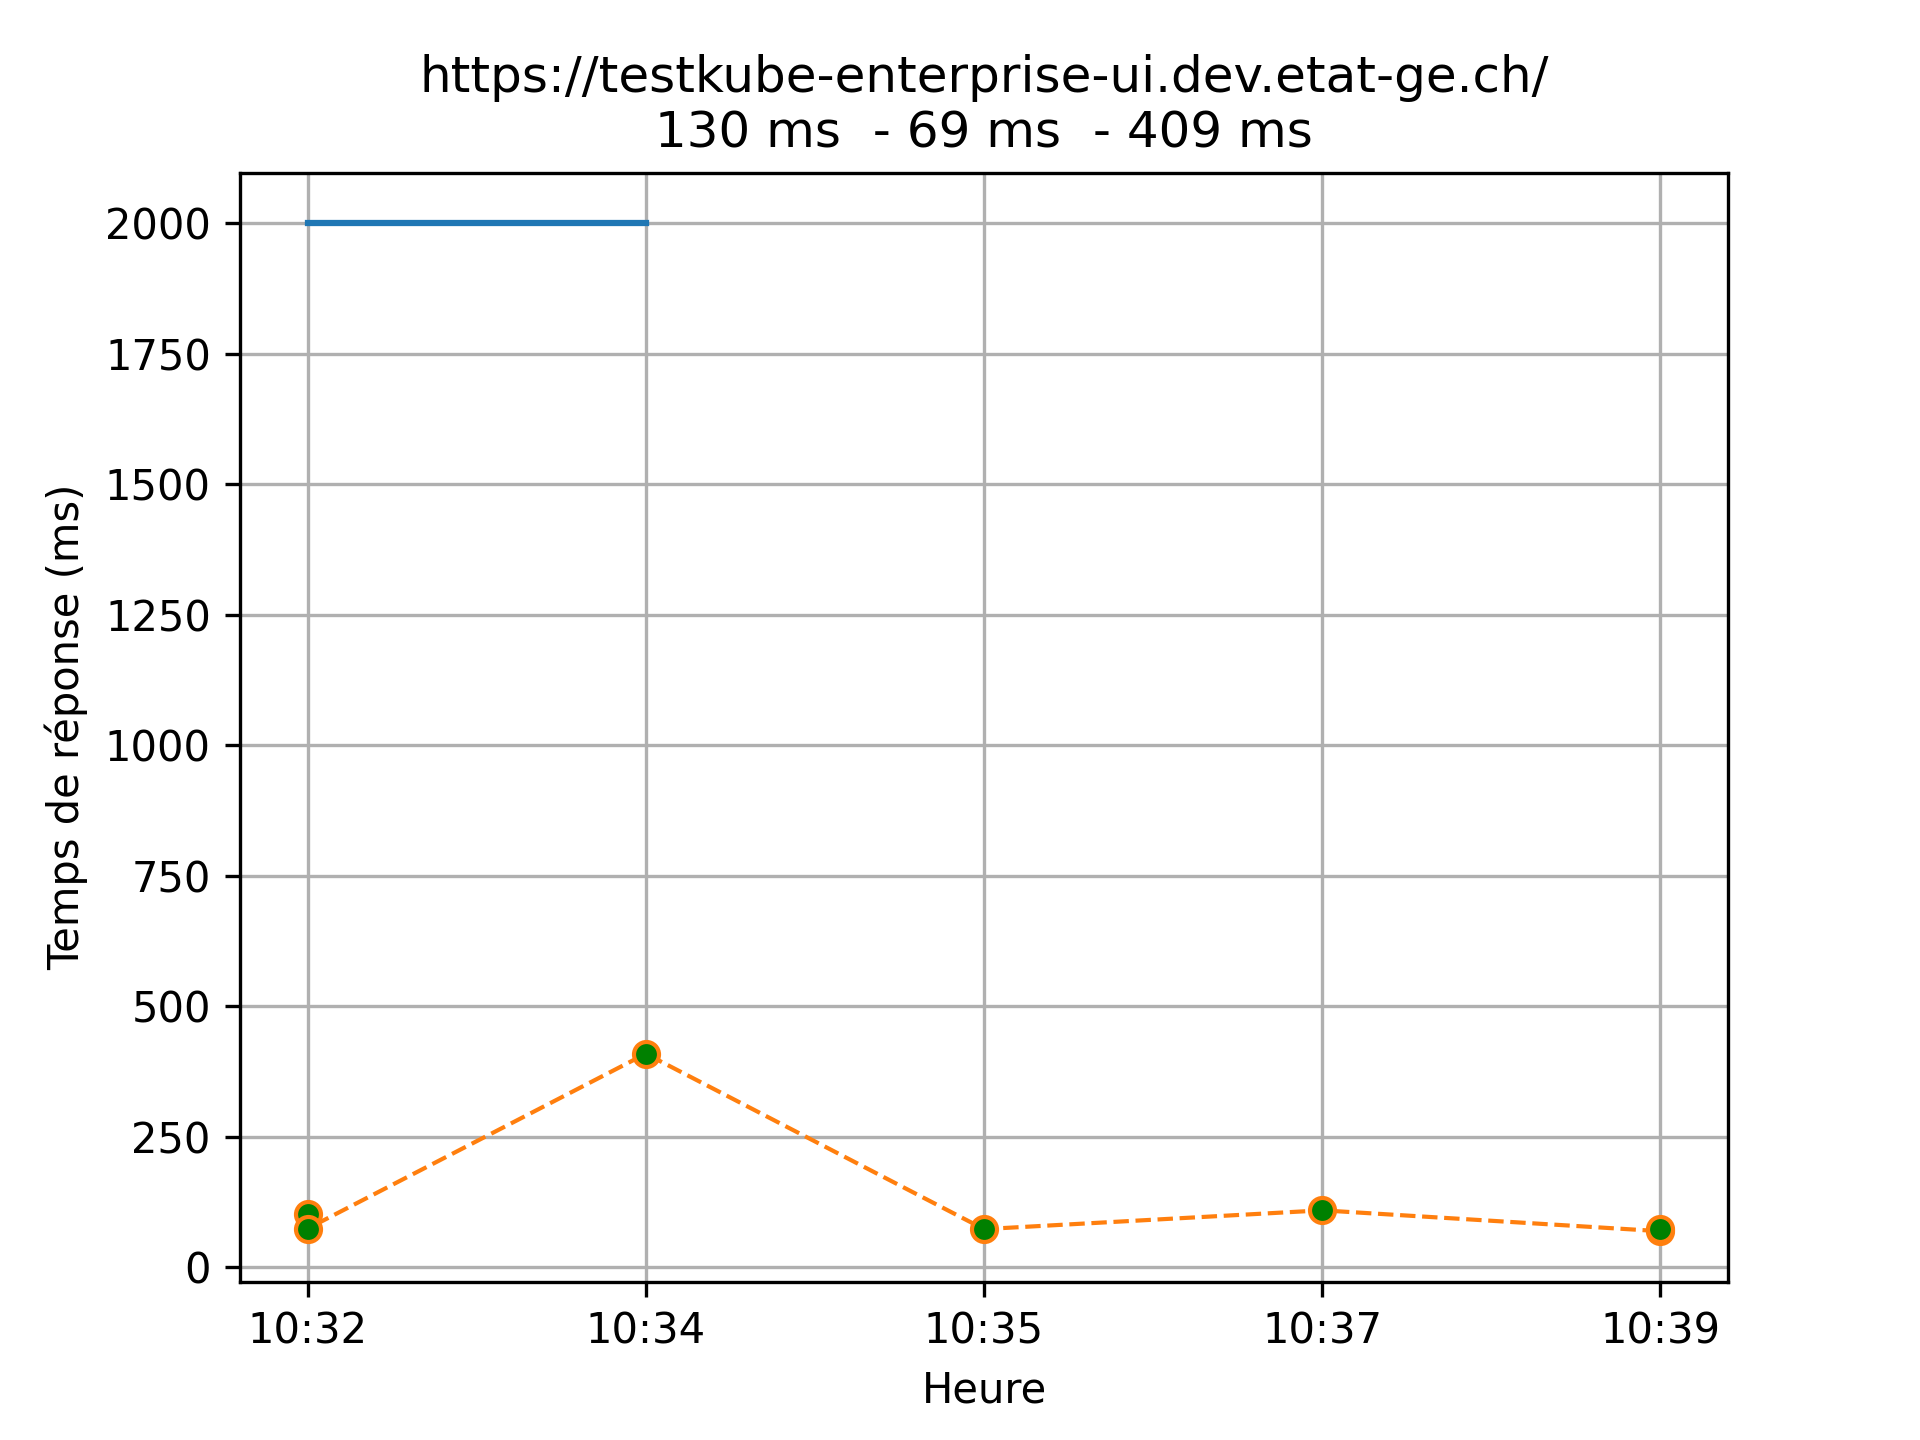 https://testkube-enterprise-ui.dev.etat-ge.ch/
130 ms  - 69 ms  - 409 ms
Temps de réponse (ms)
2000
1750
1500
1250
1000
750
500
250
0
10:32 10:34 10:35 10:37 10:39
Heure